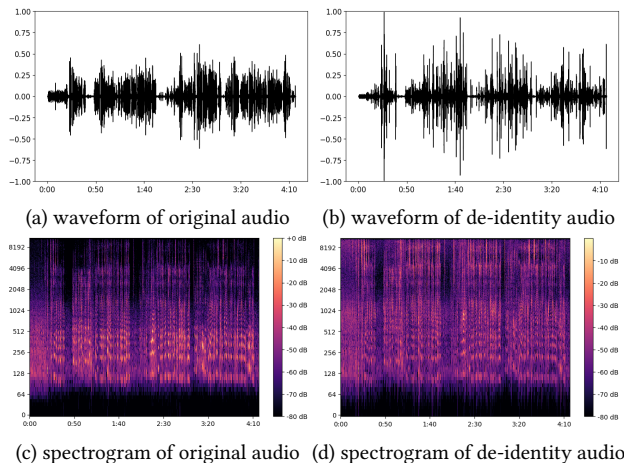 1.00
0.75
0.50
0.25
0.00
−0.25
−0.50
−0.75
−1.00
0:00 0:50 1:40 2:30 3:20 4:10
(a) waveform of original audio
1.00
0.75
0.50
0.25
0.00
−0.25
−0.50
−0.75
−1.00
0:00 0:50 1:40 2:30 3:20 4:10
(b) waveform of de-identity audio
8192
4096
2048
1024
512
256
128
64
0
0:00 0:50 1:40 2:30 3:20 4:10
+0 dB
-10 dB
-20 dB
-30 dB
-40 dB
-50 dB
-60 dB
-70 dB
-80 dB
(c) spectrogram of original audio
8192
4096
2048
1024
512
256
128
64
0
0:00 0:50 1:40 2:30 3:20 4:10
-10 dB
-20 dB
-30 dB
-40 dB
-50 dB
-60 dB
-70 dB
-80 dB
(d) spectrogram of de-identity audio